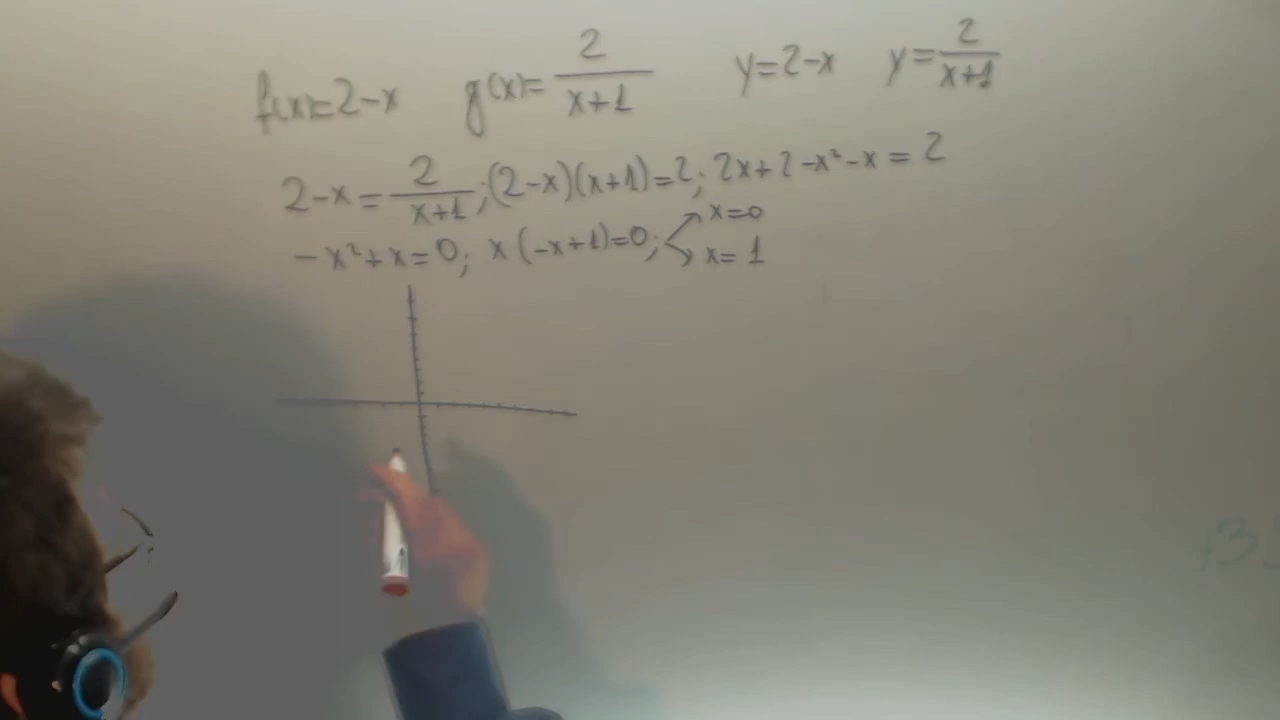 f(x)=2-x g(x)=2/(x+1) y=2-x y=2/(x+1)
2-x=2/(x+1); (2-x)(x+1)=2; 2x+2-x²-x=2
-x²+x=0; x(-x+1)=0; x=0
x=1